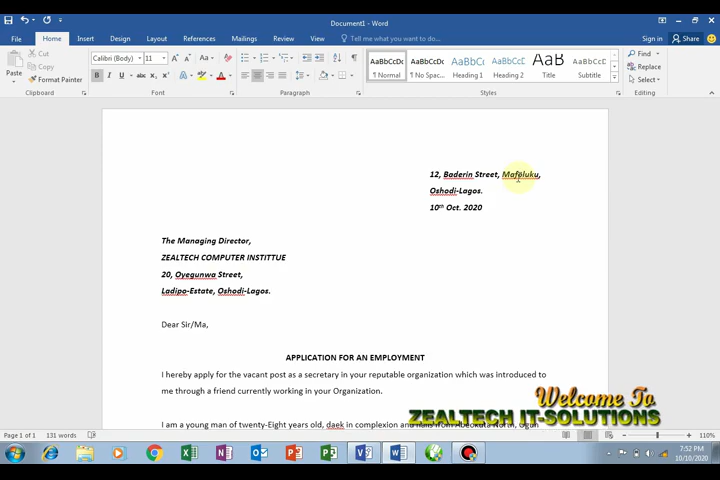 Document1 - Word
File Home Insert Design Layout References Mailings Review View Tell me what you want to do... Sign in Share
Cut
Copy
Format Painter
Paste
Clipboard
Calibri (Body) 11
Font
Paragraph
AaBbCcDc AaBbCcDc AaBbCc AaBbCcD AaB AaBbCcD
¶ Normal ¶ No Spac... Heading 1 Heading 2 Title Subtitle
Styles
Find
Replace
Select
Editing
12, Baderin Street, Mafoluku,
Oshodi-Lagos.
10th Oct. 2020
The Managing Director,
ZEALTECH COMPUTER INSTITTUE
20, Oyegunwa Street,
Ladipo-Estate, Oshodi-Lagos.
Dear Sir/Ma,
APPLICATION FOR AN EMPLOYMENT
I hereby apply for the vacant post as a secretary in your reputable organization which was introduced to
me through a friend currently working in your Organization.
I am a young man of twenty-Eight years old, daek in complexion and
Welcome To
ZEALTECH IT-SOLUTIONS
Page 1 of 1 131 words 110%
7:52 PM
10/10/2020